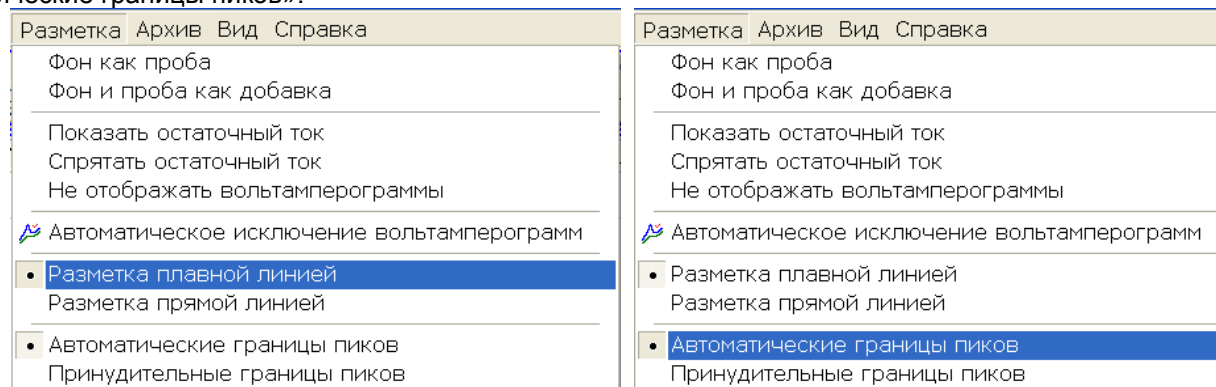 ческие границы пиков».
Разметка Архив Вид Справка
Фон как проба
Фон и проба как добавка
Показать остаточный ток
Спрятать остаточный ток
Не отображать вольтамперограммы
Автоматическое исключение вольтамперограмм
Разметка плавной линией
Разметка прямой линией
Автоматические границы пиков
Принудительные границы пиков
Разметка Архив Вид Справка
Фон как проба
Фон и проба как добавка
Показать остаточный ток
Спрятать остаточный ток
Не отображать вольтамперограммы
Автоматическое исключение вольтамперограмм
Разметка плавной линией
Разметка прямой линией
Автоматические границы пиков
Принудительные границы пиков